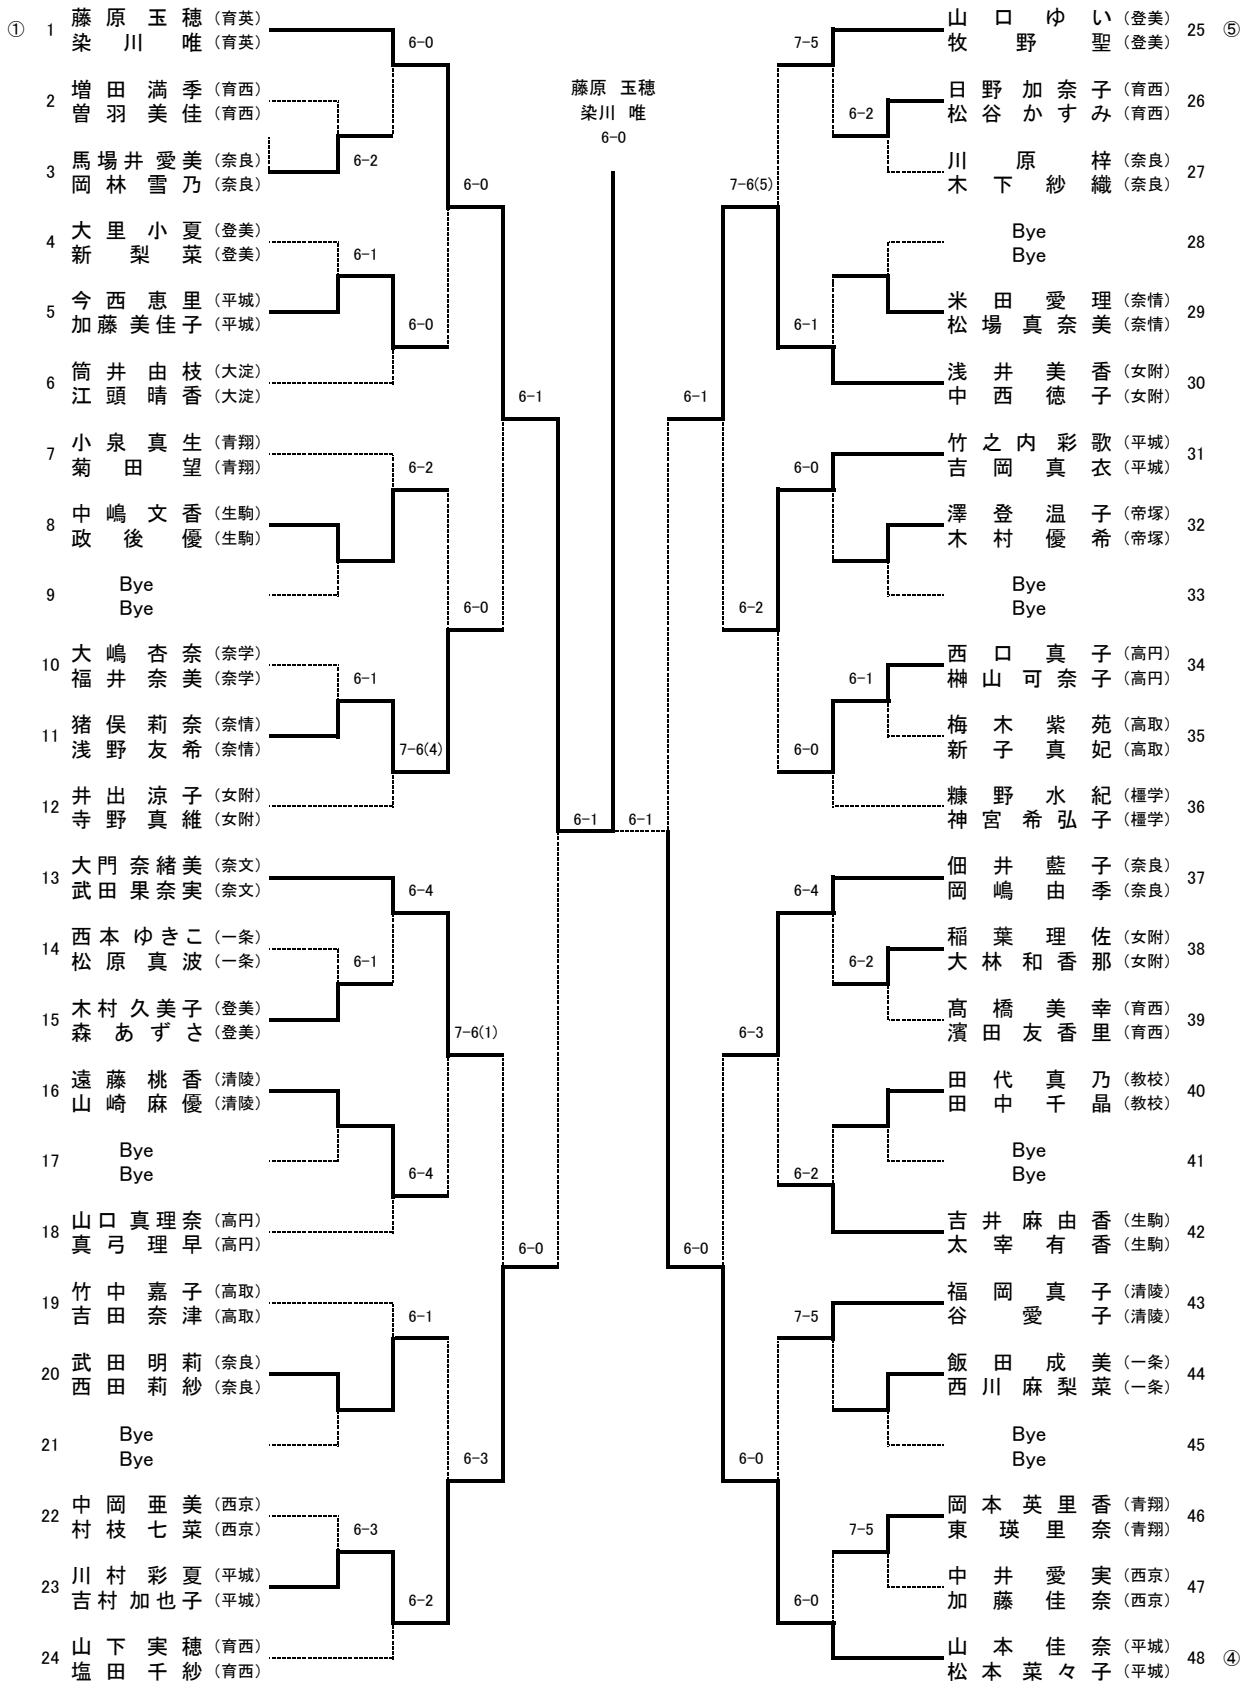 ① 1 藤原玉穂 (育英)
染川唯 (育英)
6-0
2 増田満季 (育西)
曽羽美佳 (育西)
3 馬場井愛美 (奈良)
岡林雪乃 (奈良)
6-2
6-0
4 大里小夏 (登美)
新梨菜 (登美)
6-1
5 今西恵里 (平城)
加藤美佳子 (平城)
6-0
6 筒井由枝 (大淀)
江頭晴香 (大淀)
6-1
7 小泉真生 (青翔)
菊田望 (青翔)
6-2
8 中嶋文香 (生駒)
政後優 (生駒)
9 Bye
Bye
6-0
10 大嶋杏奈 (奈学)
福井奈美 (奈学)
6-1
11 猪俣莉奈 (奈情)
浅野友希 (奈情)
7-6(4)
12 井出涼子 (女附)
寺野真維 (女附)
6-1
13 大門奈緒美 (奈文)
武田果奈実 (奈文)
6-4
14 西本ゆきこ (一条)
松原真波 (一条)
6-1
15 木村久美子 (登美)
森あずさ (登美)
7-6(1)
16 遠藤桃香 (清陵)
山崎麻優 (清陵)
17 Bye
Bye
6-4
18 山口真理奈 (高円)
真弓理早 (高円)
6-0
19 竹中嘉子 (高取)
吉田奈津 (高取)
6-1
20 武田明莉 (奈良)
西田莉紗 (奈良)
21 Bye
Bye
6-3
22 中岡亜美 (西京)
村枝七菜 (西京)
6-3
23 川村彩夏 (平城)
吉村加也子 (平城)
6-2
24 山下実穂 (育西)
塩田千紗 (育西)
藤原 玉穂
染川 唯
6-0
山口ゆい (登美) 25 ⑤
牧野聖 (登美)
7-5
日野加奈子 (育西) 26
松谷かすみ (育西)
6-2
川原梓 (奈良) 27
木下紗織 (奈良)
7-6(5)
Bye 28
Bye
米田愛理 (奈情) 29
松場真奈美 (奈情)
6-1
浅井美香 (女附) 30
中西徳子 (女附)
6-1
竹之内彩歌 (平城) 31
吉岡真衣 (平城)
6-0
澤登温子 (帝塚) 32
木村優希 (帝塚)
Bye 33
Bye
6-2
西口真子 (高円) 34
榊山可奈子 (高円)
6-1
梅木紫苑 (高取) 35
新子真妃 (高取)
6-0
糠野水紀 (橿学) 36
神宮希弘子 (橿学)
6-1
佃井藍子 (奈良) 37
岡嶋由季 (奈良)
6-4
稲葉理佐 (女附) 38
大林和香那 (女附)
6-2
髙橋美幸 (育西) 39
濱田友香里 (育西)
6-3
田代真乃 (教校) 40
田中千晶 (教校)
Bye 41
Bye
6-2
吉井麻由香 (生駒) 42
太宰有香 (生駒)
6-0
福岡真子 (清陵) 43
谷愛子 (清陵)
7-5
飯田成美 (一条) 44
西川麻梨菜 (一条)
Bye 45
Bye
6-0
岡本英里香 (青翔) 46
東瑛里奈 (青翔)
7-5
中井愛実 (西京) 47
加藤佳奈 (西京)
6-0
山本佳奈 (平城) 48 ④
松本菜々子 (平城)